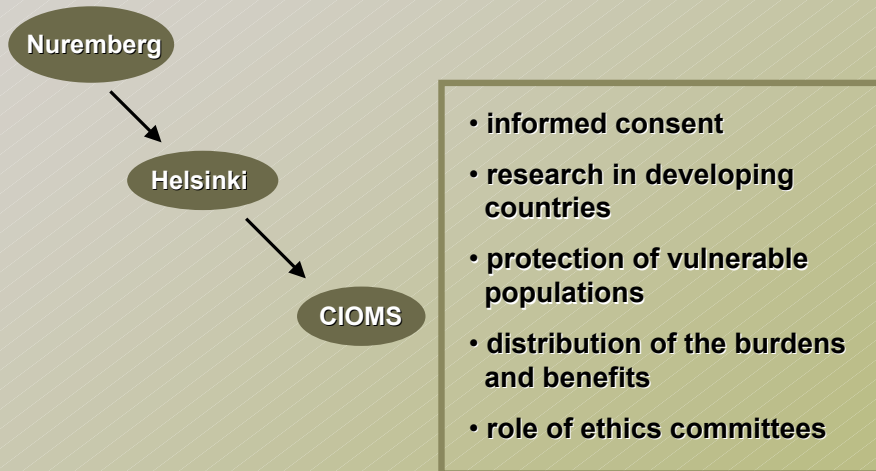 Nuremberg
Helsinki
CIOMS
• informed consent
• research in developing
countries
• protection of vulnerable
populations
• distribution of the burdens
and benefits
• role of ethics committees